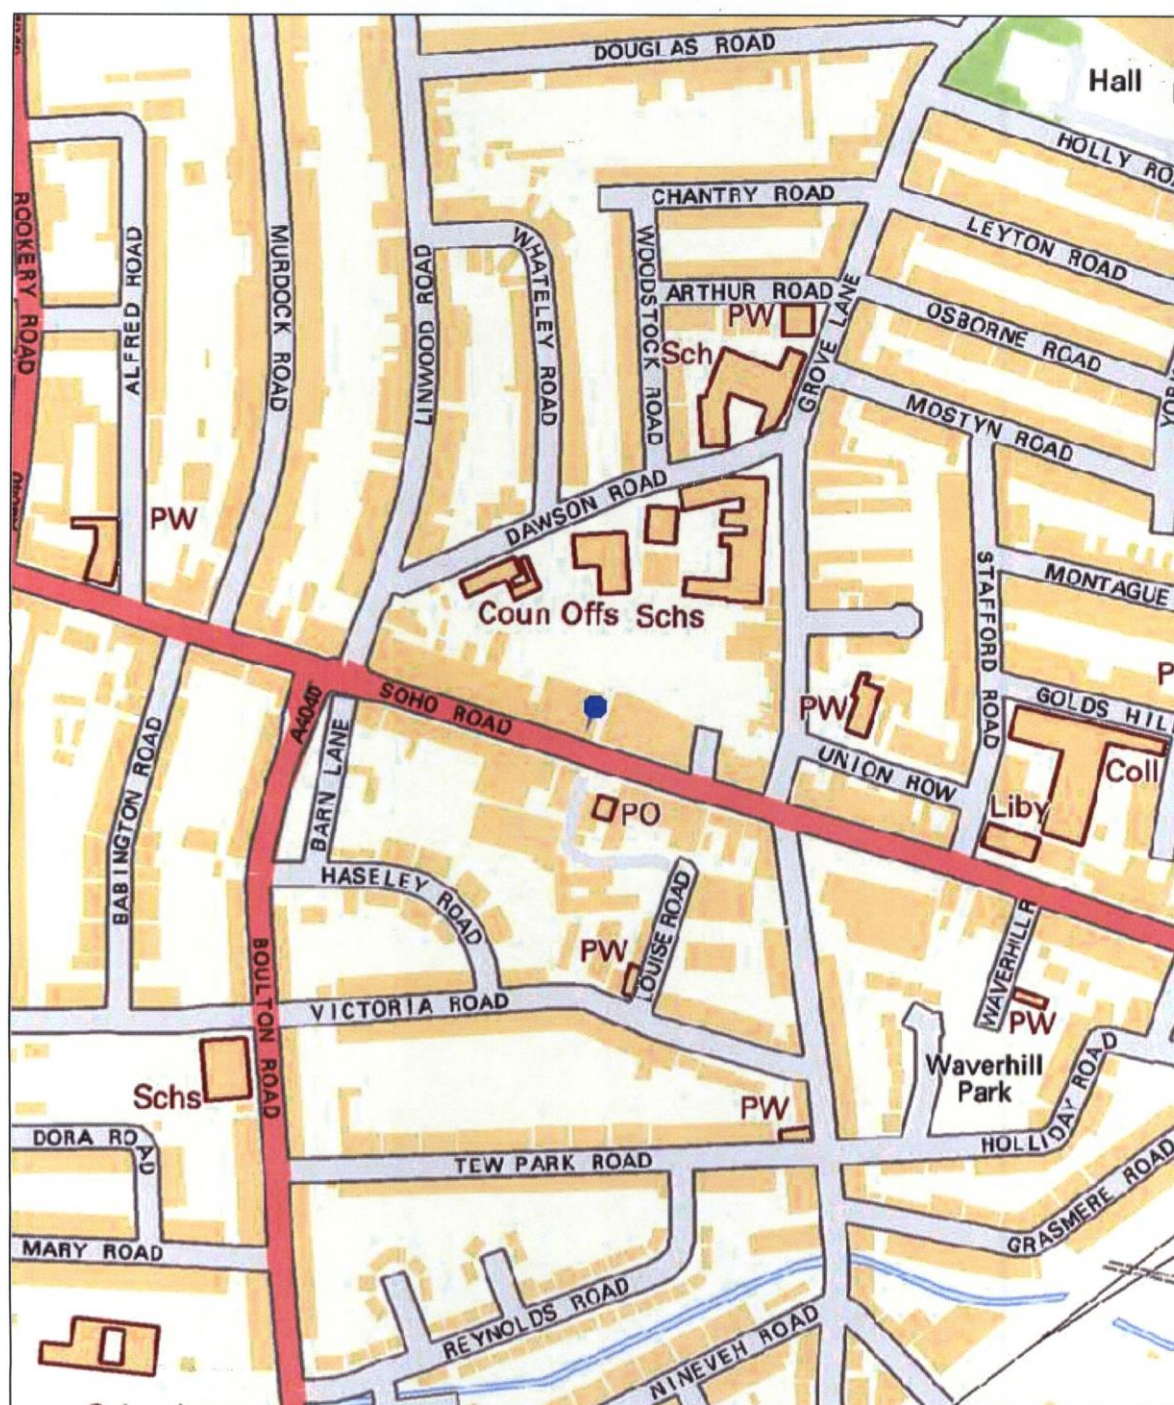 DOUGLAS ROAD
Hall
HOLLY
CHANTRY ROAD
LEYTON ROAD
ROOKERY ROAD
ALFRED ROAD
MURDOCK ROAD
LINWOOD ROAD
WHATELEY ROAD
WOODSTOCK ROAD
ARTHUR ROAD
PW
Sch
GROVE LANE
OSBORNE ROAD
MOSTYN ROAD
PW
DAWSON ROAD
STAFFORD ROAD
MONTAGUE
Coun Offs Schs
SOHO ROAD
A4040
PW
GOLDS HILL
UNION ROW
Coll
Liby
BABINGTON ROAD
BARN LANE
PO
HASELEY ROAD
LOUISE ROAD
PW
BOULTON ROAD
VICTORIA ROAD
WAVERHILL R
PW
Waverhill
Park
Schs
PW
HOLLIDAY ROAD
DORA ROAD
TEW PARK ROAD
GRASMERE ROAD
MARY ROAD
REYNOLDS ROAD
NINEVEH ROAD